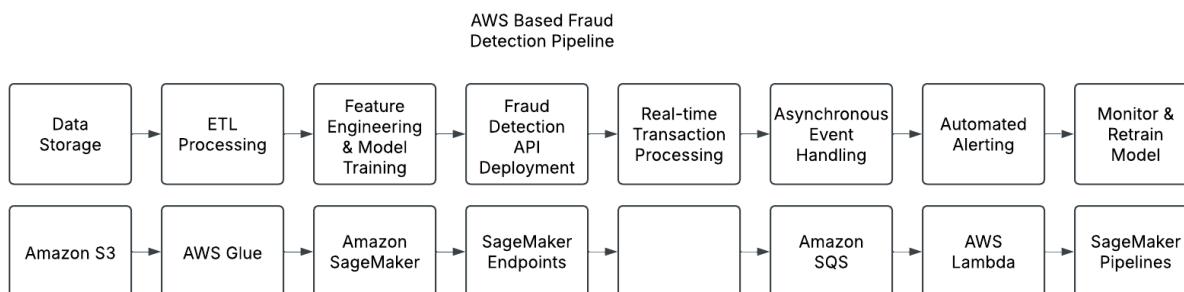 AWS Based Fraud
Detection Pipeline
Data
Storage
ETL
Processing
Feature
Engineering
& Model
Training
Fraud
Detection
API
Deployment
Real-time
Transaction
Processing
Asynchronous
Event
Handling
Automated
Alerting
Monitor &
Retrain
Model
Amazon S3
AWS Glue
Amazon
SageMaker
SageMaker
Endpoints
Amazon
SQS
AWS
Lambda
SageMaker
Pipelines